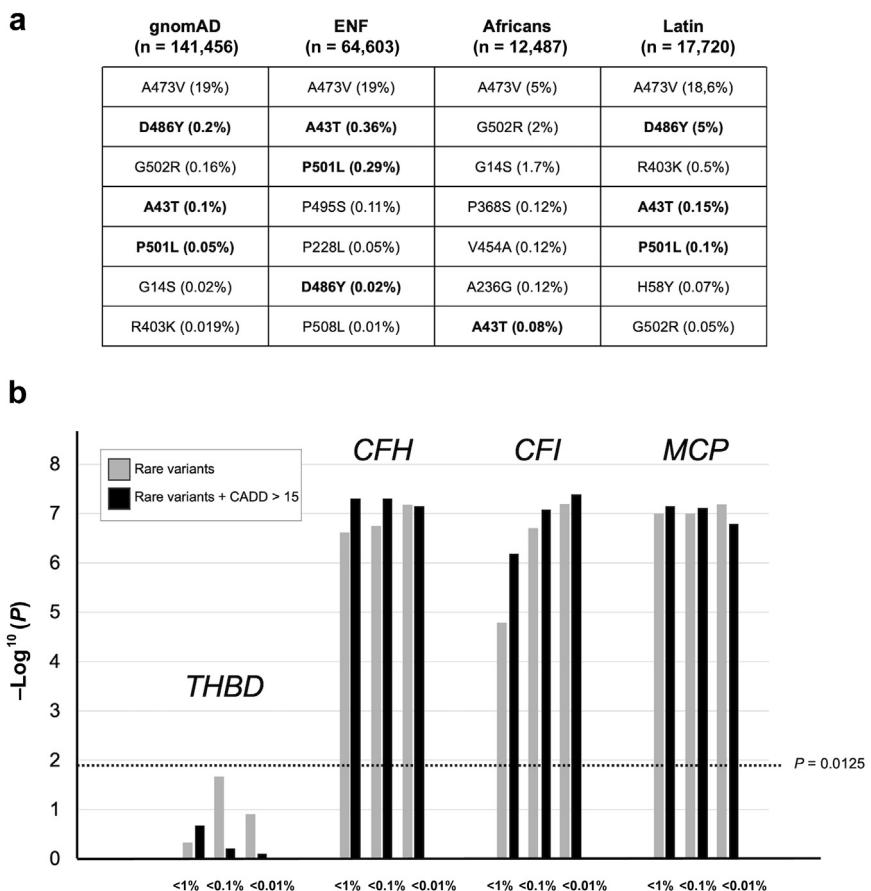 a
gnomAD ENF Africans Latin
(n = 141,456) (n = 64,603) (n = 12,487) (n = 17,720)
A473V (19%) A473V (19%) A473V (5%) A473V (18,6%)
D486Y (0.2%) A43T (0.36%) G502R (2%) D486Y (5%)
G502R (0.16%) P501L (0.29%) G14S (1.7%) R403K (0.5%)
A43T (0.1%) P495S (0.11%) P368S (0.12%) A43T (0.15%)
P501L (0.05%) P228L (0.05%) V454A (0.12%) P501L (0.1%)
G14S (0.02%) D486Y (0.02%) A236G (0.12%) H58Y (0.07%)
R403K (0.019%) P508L (0.01%) A43T (0.08%) G502R (0.05%)
b
CFH CFI MCP
Rare variants
Rare variants + CADD > 15
THBD
8
7
6
5
4
3
2
1
0
–Log10 (P)
P = 0.0125
<1% <0.1% <0.01% <1% <0.1% <0.01% <1% <0.1% <0.01% <1% <0.1% <0.01%